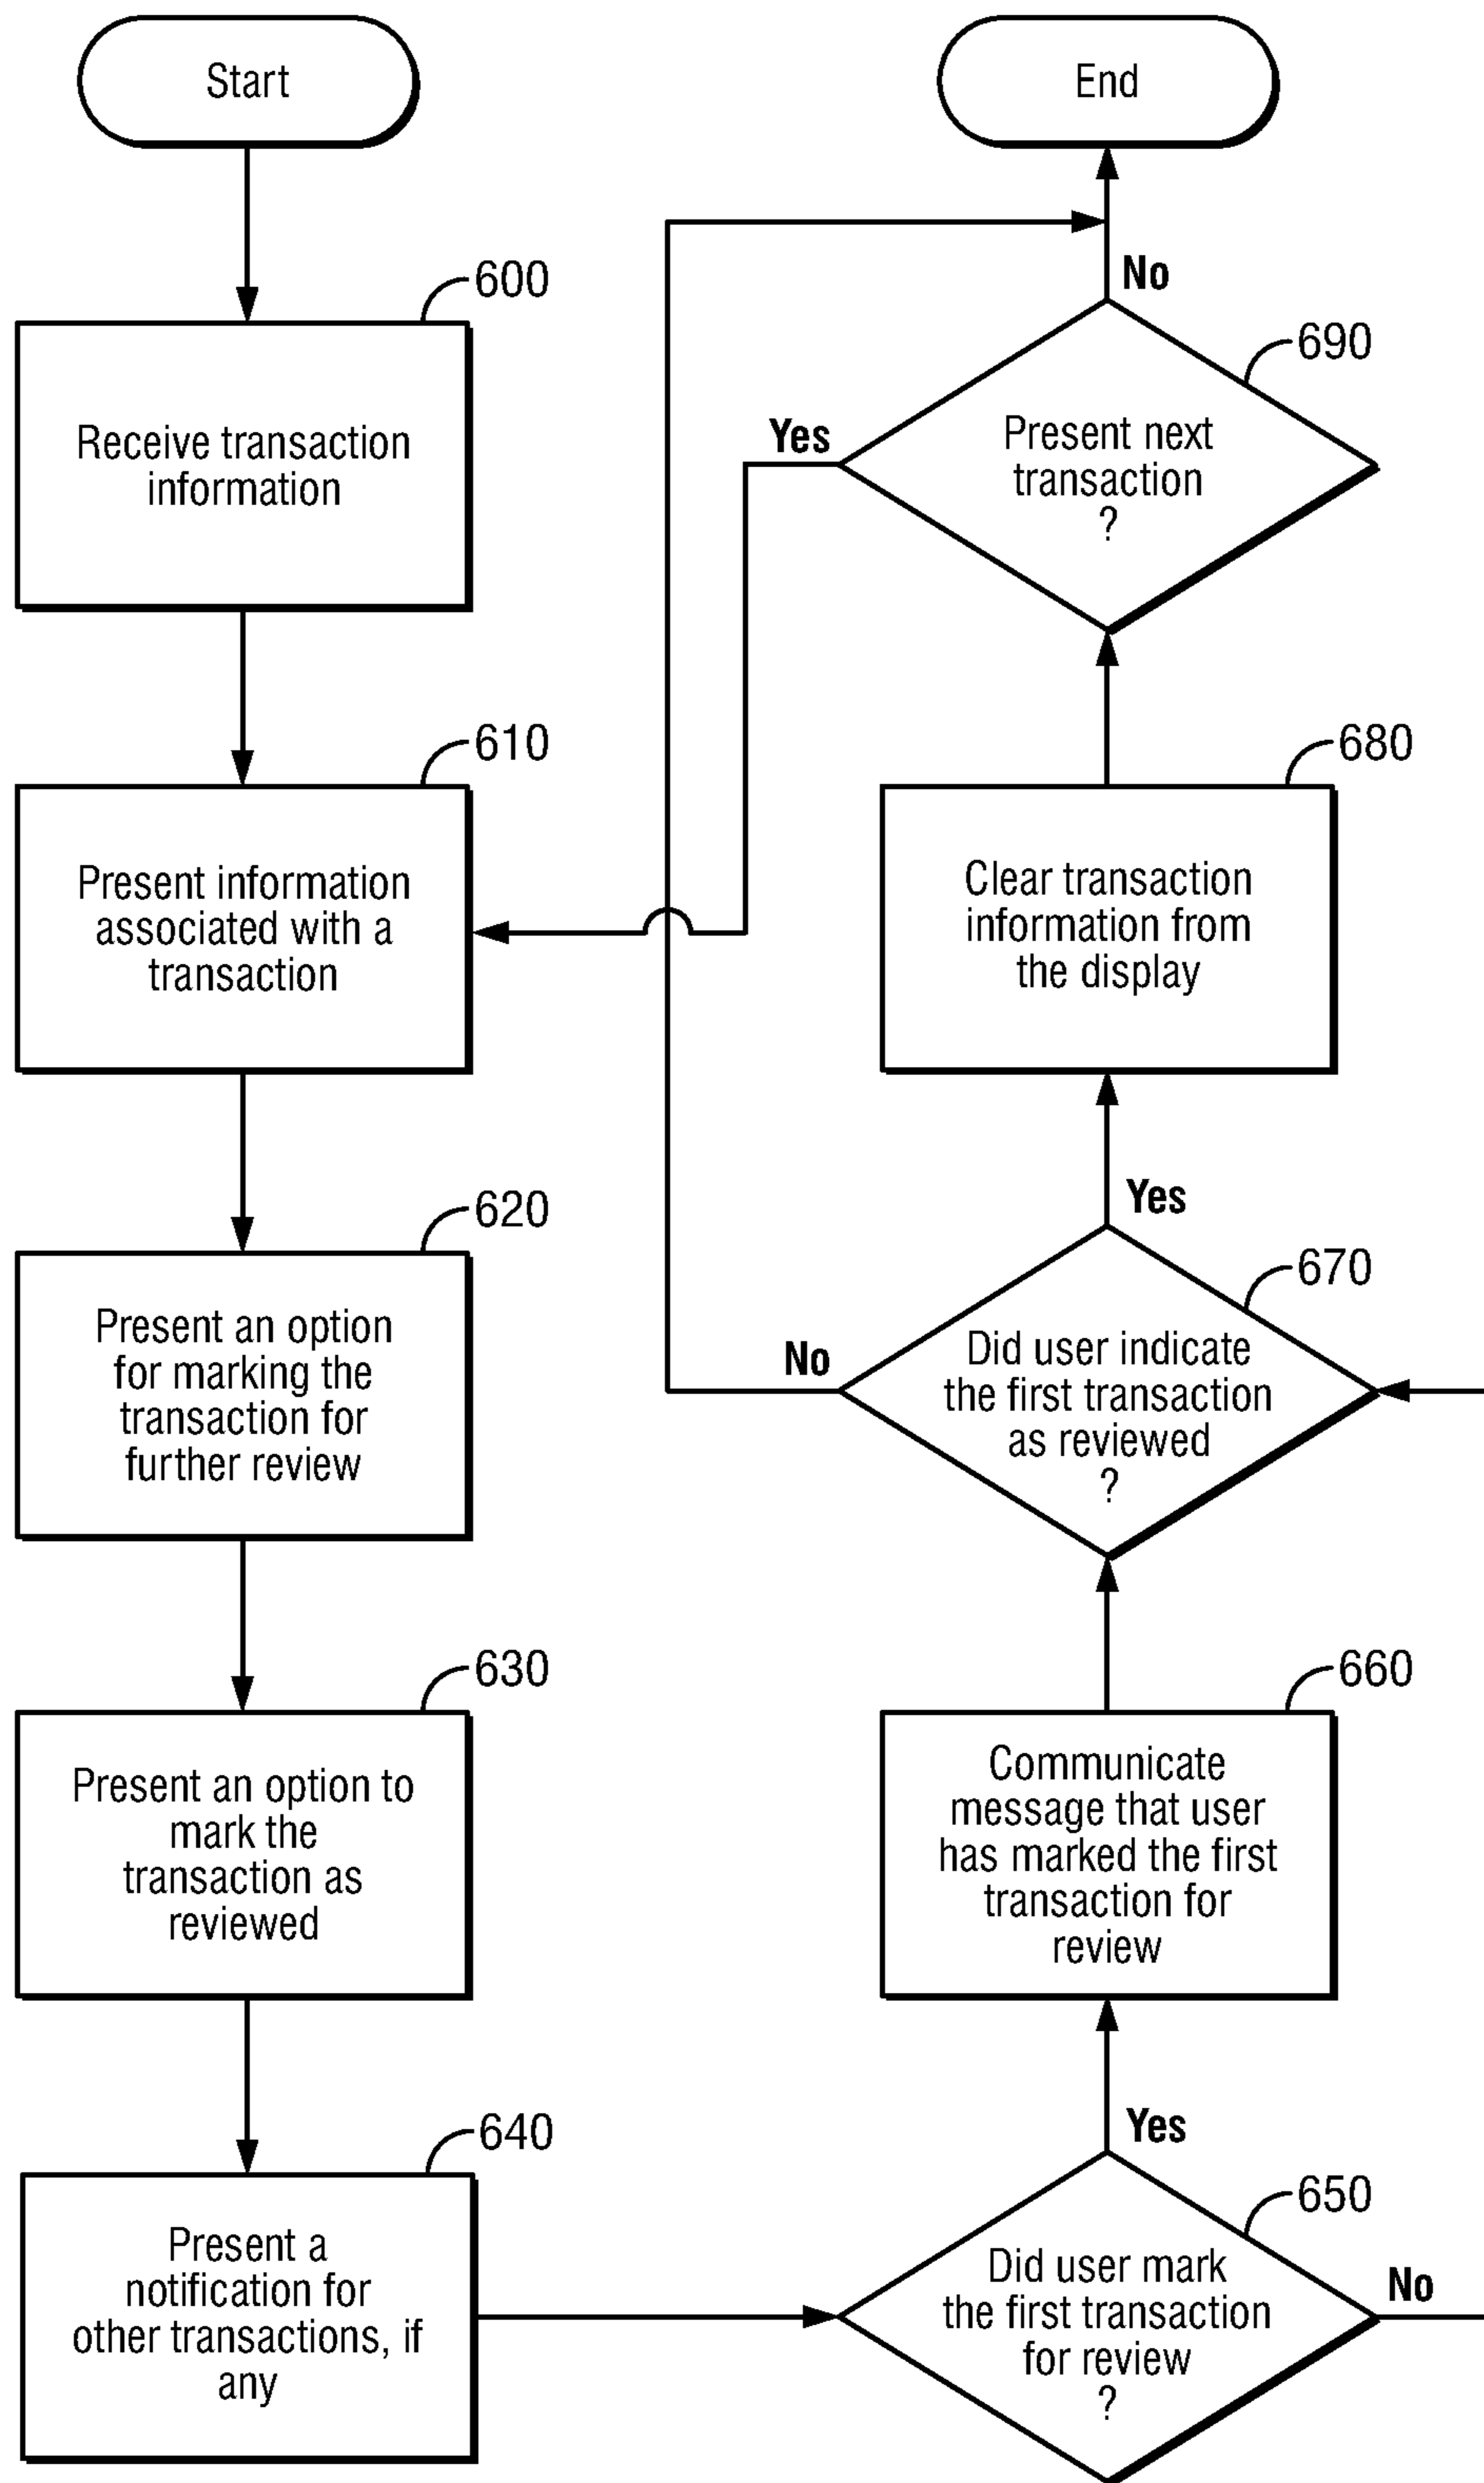 Start
600
Receive transaction
information
610
Present information
associated with a
transaction
620
Present an option
for marking the
transaction for
further review
630
Present an option to
mark the
transaction as
reviewed
640
Present a
notification for
other transactions, if
any
650
Did user mark
the first transaction
for review
?
No
Yes
660
Communicate
message that user
has marked the first
transaction for
review
670
Did user indicate
the first transaction
as reviewed
?
No
Yes
680
Clear transaction
information from
the display
690
Present next
transaction
?
Yes
No
End